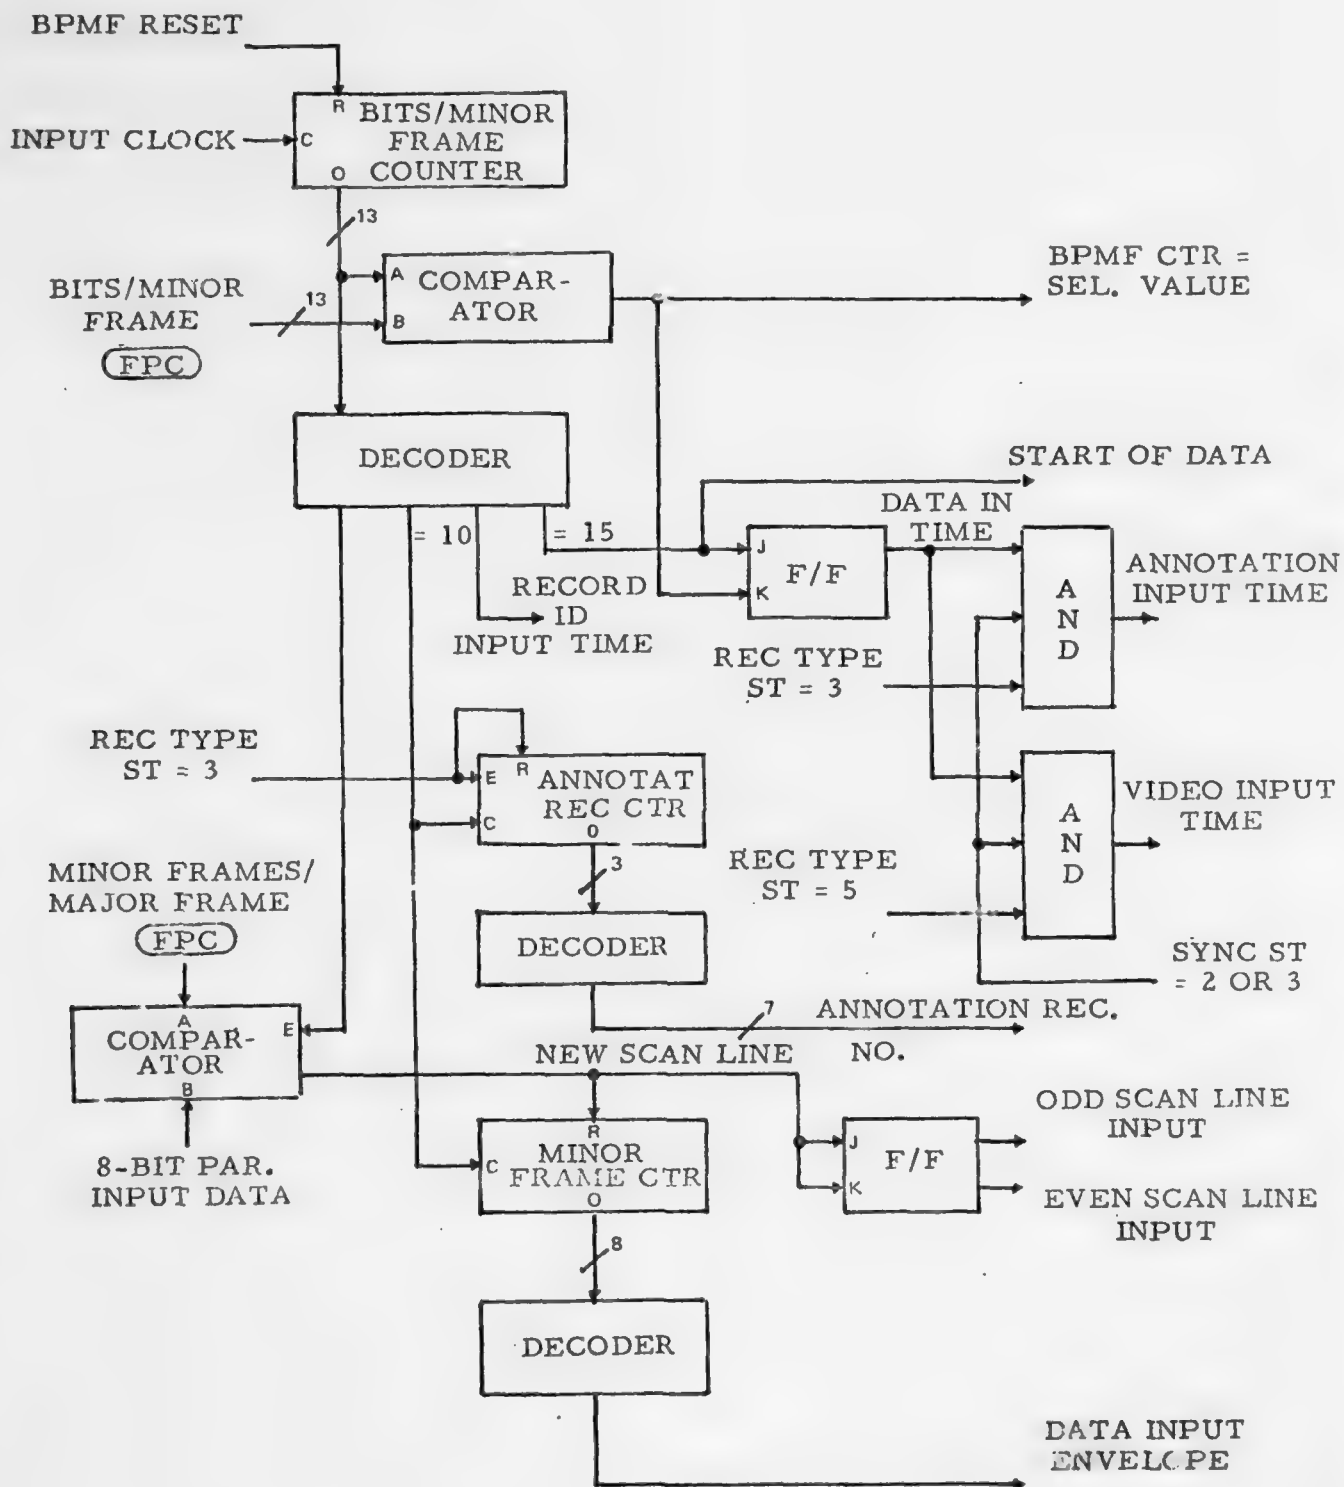 BPMF RESET
R
INPUT CLOCK
C
BITS/MINOR
FRAME
COUNTER
O
13
BITS/MINOR
FRAME
FPC
13
A
B
COMPAR-
ATOR
BPMF CTR =
SEL. VALUE
DECODER
= 10
= 15
RECORD
ID
INPUT TIME
START OF DATA
DATA IN
TIME
J
K
F/F
REC TYPE
ST = 3
A
N
D
ANNOTATION
INPUT TIME
REC TYPE
ST = 3
E
R
C
ANNOTAT
REC CTR
O
3
REC TYPE
ST = 5
A
N
D
VIDEO INPUT
TIME
SYNC ST
= 2 OR 3
DECODER
7
ANNOTATION REC.
NO.
MINOR FRAMES/
MAJOR FRAME
FPC
A
E
COMPAR-
ATOR
B
8-BIT PAR.
INPUT DATA
NEW SCAN LINE
R
C
MINOR
FRAME CTR
O
8
J
K
F/F
ODD SCAN LINE
INPUT
EVEN SCAN LINE
INPUT
DECODER
DATA INPUT
ENVELOPE